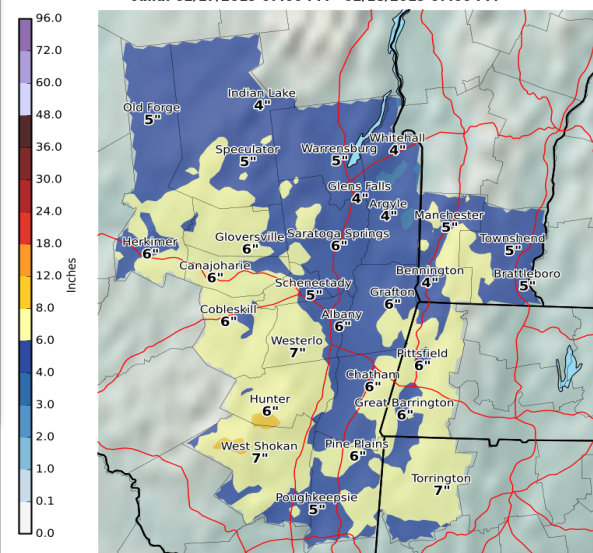 96.0
72.0
60.0
48.0
36.0
30.0
24.0
18.0
12.0
8.0
6.0
4.0
3.0
2.0
1.0
0.1
0.0
Inches
Old Forge
5"
Indian Lake
4"
Speculator
5"
Warrensburg
5"
Whitehall
4"
Glens Falls
4"
Argyle
4"
Manchester
5"
Townshend
5"
Herkimer
6"
Gloversville
6"
Saratoga Springs
6"
Canajoharie
6"
Bennington
4"
Brattleboro
5"
Schenectady
5"
Grafton
6"
Cobleskill
6"
Albany
6"
Westerlo
7"
Pittsfield
6"
Chatham
6"
Hunter
6"
Great Barrington
6"
West Shokan
7"
Pine Plains
6"
Torrington
7"
Poughkeepsie
5"